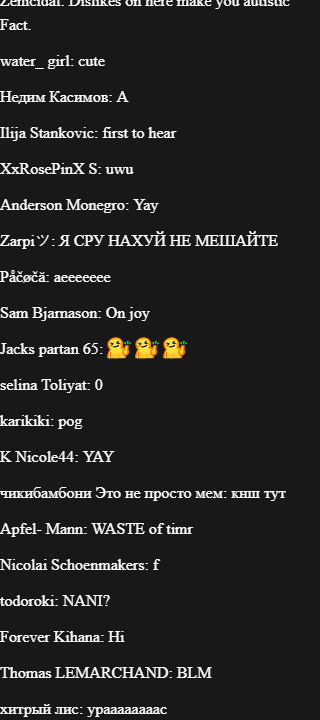 Zemicidal: Dislikes on here make you autistic
Fact.
water_ girl: cute
Недим Касимов: А
Ilija Stankovic: first to hear
XxRosePinX S: uwu
Anderson Monegro: Yay
Zarpiツ: Я СРУ НАХУЙ НЕ МЕШАЙТЕ
Påčøčă: aeeeeeee
Sam Bjarnason: On joy
Jacks partan 65:
selina Toliyat: 0
karikiki: pog
K Nicole44: YAY
чикибамбони Это не просто мем: кнш тут
Apfel- Mann: WASTE of timr
Nicolai Schoenmakers: f
todoroki: NANI?
Forever Kihana: Hi
Thomas LEMARCHAND: BLM
хитрый лис: урааааааас